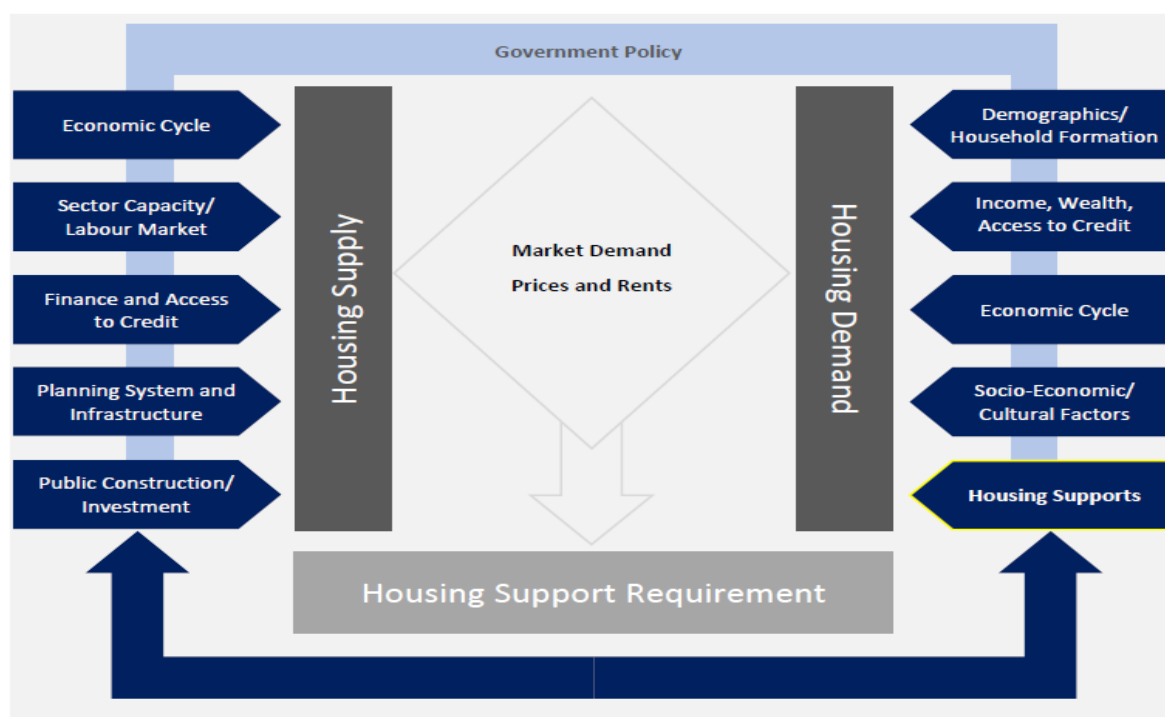 Government Policy
Economic Cycle
Sector Capacity/
Labour Market
Finance and Access
to Credit
Planning System and
Infrastructure
Public Construction/
Investment
Housing Supply
Market Demand
Prices and Rents
Housing Demand
Demographics/
Household Formation
Income, Wealth,
Access to Credit
Economic Cycle
Socio-Economic/
Cultural Factors
Housing Supports
Housing Support Requirement